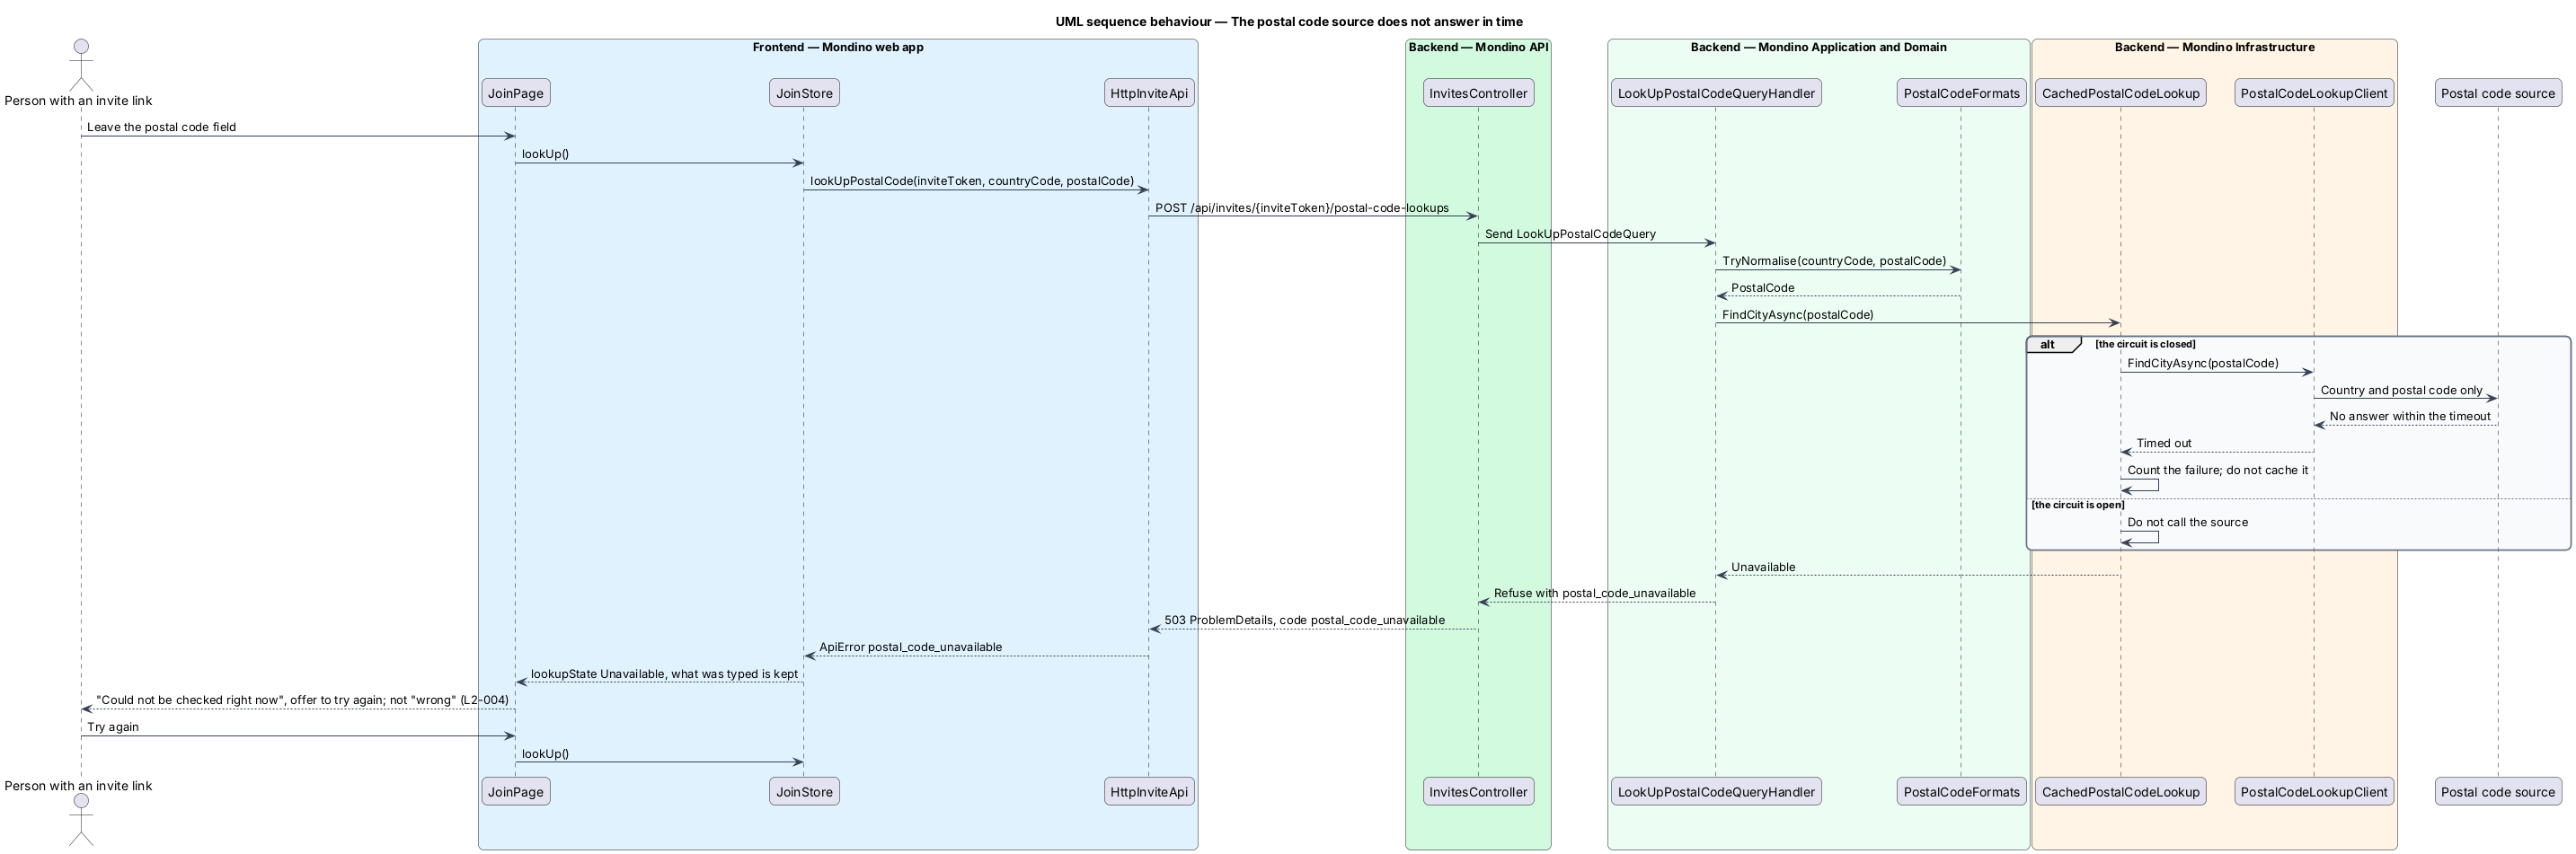 UML sequence behaviour — The postal code source does not answer in time
Frontend — Mondino web app
Backend — Mondino API
Backend — Mondino Application and Domain
Backend — Mondino Infrastructure
Person with an invite link
JoinPage
JoinStore
HttpInviteApi
InvitesController
LookUpPostalCodeQueryHandler
PostalCodeFormats
CachedPostalCodeLookup
PostalCodeLookupClient
Postal code source
Leave the postal code field
lookUp()
lookUpPostalCode(inviteToken, countryCode, postalCode)
POST /api/invites/{inviteToken}/postal-code-lookups
Send LookUpPostalCodeQuery
TryNormalise(countryCode, postalCode)
PostalCode
FindCityAsync(postalCode)
alt
[the circuit is closed]
FindCityAsync(postalCode)
Country and postal code only
No answer within the timeout
Timed out
Count the failure; do not cache it
[the circuit is open]
Do not call the source
Unavailable
Refuse with postal_code_unavailable
503 ProblemDetails, code postal_code_unavailable
ApiError postal_code_unavailable
lookupState Unavailable, what was typed is kept
"Could not be checked right now", offer to try again; not "wrong" (L2-004)
Try again
lookUp()
Person with an invite link
JoinPage
JoinStore
HttpInviteApi
InvitesController
LookUpPostalCodeQueryHandler
PostalCodeFormats
CachedPostalCodeLookup
PostalCodeLookupClient
Postal code source